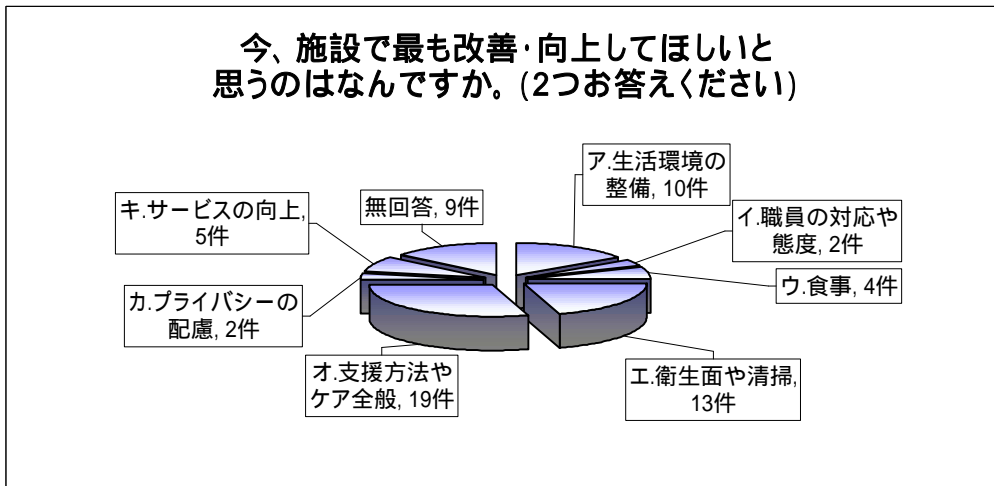 今、施設で最も改善・向上してほしいと
思うのはなんですか。(2つお答えください)
ア.生活環境の
整備, 10件
イ.職員の対応や
態度, 2件
ウ.食事, 4件
エ.衛生面や清掃,
13件
オ.支援方法や
ケア全般, 19件
カ.プライバシーの
配慮, 2件
キ.サービスの向上,
5件
無回答, 9件